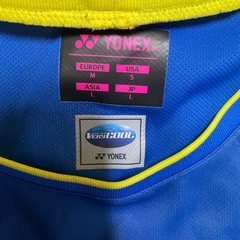 YONEX
EUROPE USA
M S
ASIA JP
L L
VERYCOOL
YONEX